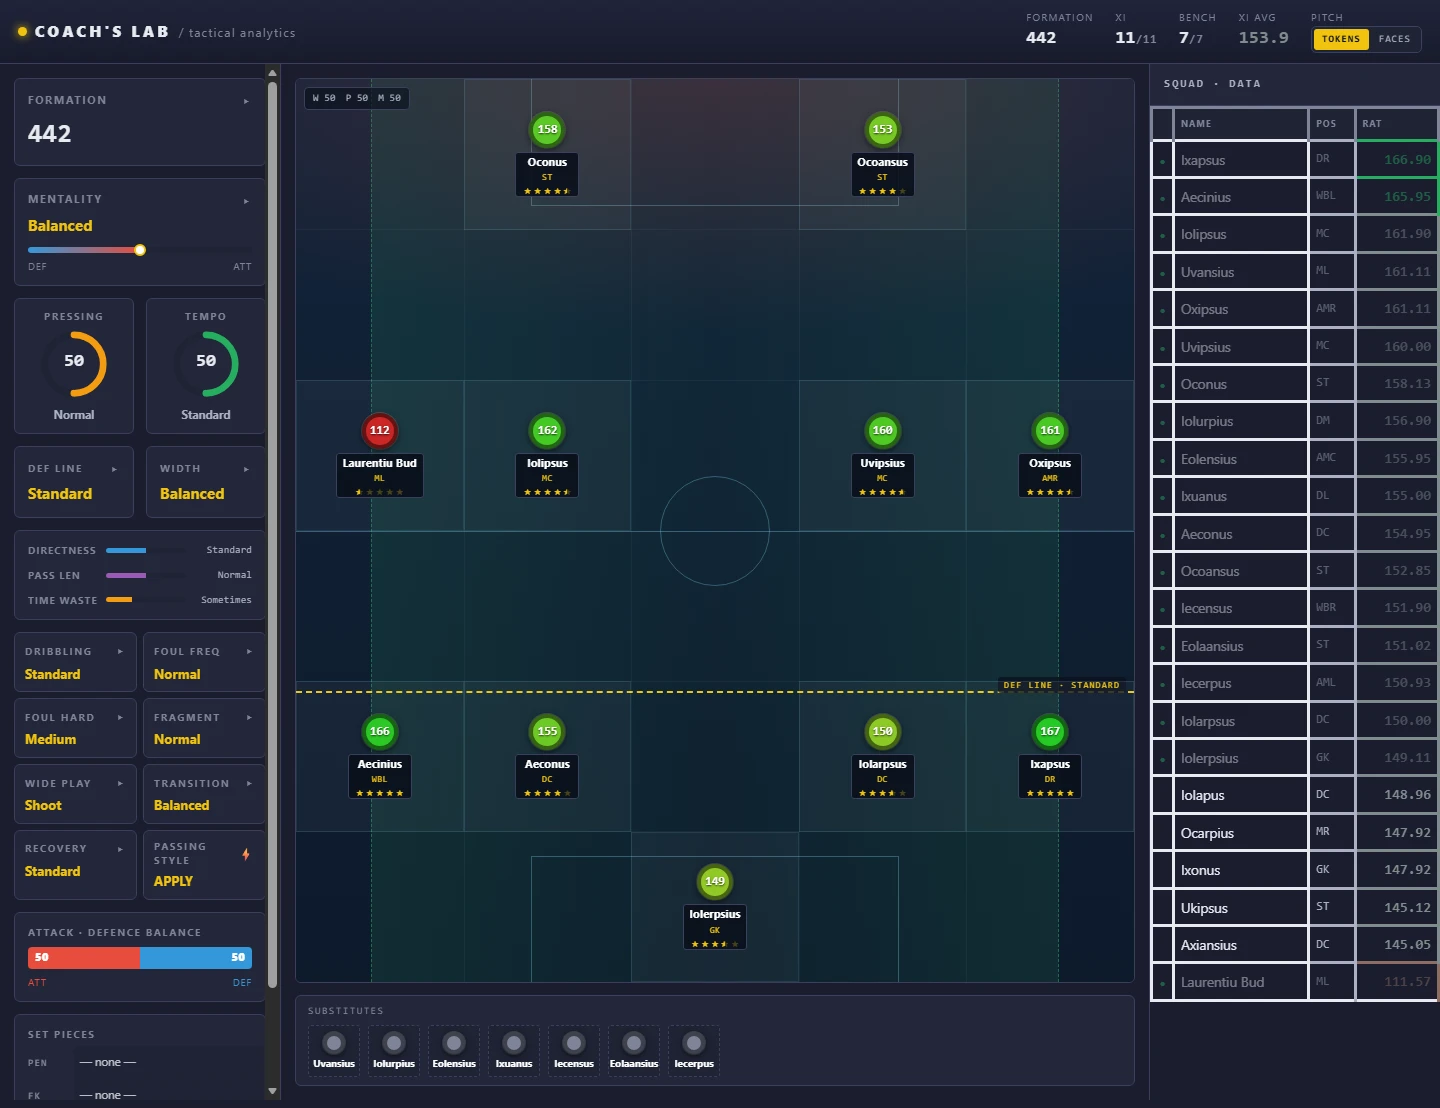 COACH'S LAB / tactical analytics
FORMATION
442
XI
11/11
BENCH
7/7
XI AVG
153.9
PITCH
TOKENS FACES
FORMATION
442
MENTALITY
Balanced
DEF ATT
PRESSING
50
Normal
TEMPO
50
Standard
DEF LINE
Standard
WIDTH
Balanced
DIRECTNESS Standard
PASS LEN Normal
TIME WASTE Sometimes
DRIBBLING
Standard
FOUL FREQ
Normal
FOUL HARD
Medium
FRAGMENT
Normal
WIDE PLAY
Shoot
TRANSITION
Balanced
RECOVERY
Standard
PASSING
STYLE
APPLY
ATTACK · DEFENCE BALANCE
50 50
ATT DEF
SET PIECES
PEN — none —
FK — none —
W 50 P 50 M 50
158
Oconus
ST
153
Ocoansus
ST
112
Laurentiu Bud
ML
162
Iolipsus
MC
160
Uvipsius
MC
161
Oxipsus
AMR
DEF LINE · STANDARD
166
Aecinius
WBL
155
Aeconus
DC
150
Iolarpsus
DC
167
Ixapsus
DR
149
Iolerpsius
GK
SUBSTITUTES
Uvansius Iolurpius Eolensius Ixuanus Iecensus Eolaansius Iecerpus
SQUAD · DATA
NAME POS RAT
Ixapsus DR 166.90
Aecinius WBL 165.95
Iolipsus MC 161.90
Uvansius ML 161.11
Oxipsus AMR 161.11
Uvipsius MC 160.00
Oconus ST 158.13
Iolurpius DM 156.90
Eolensius AMC 155.95
Ixuanus DL 155.00
Aeconus DC 154.95
Ocoansus ST 152.85
Iecensus WBR 151.90
Eolaansius ST 151.02
Iecerpus AML 150.93
Iolarpsus DC 150.00
Iolerpsius GK 149.11
Iolapus DC 148.96
Ocarpius MR 147.92
Ixonus GK 147.92
Ukipsus ST 145.12
Axiansius DC 145.05
Laurentiu Bud ML 111.57